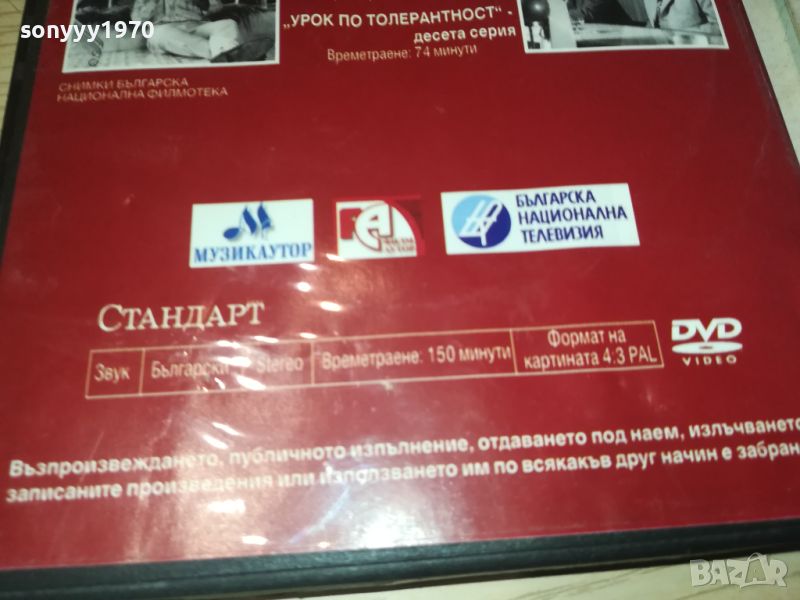 sonyyy1970
„УРОК ПО ТОЛЕРАНТНОСТ“ -
десета серия
Времетраене: 74 минути
СНИМКИ БЪЛГАРСКА
НАЦИОНАЛНА ФИЛМОТЕКА
МУЗИКАУТОР
БЪЛГАРСКА
НАЦИОНАЛНА
ТЕЛЕВИЗИЯ
СТАНДАРТ
Звук
Български Stereo
Времетраене: 150 минути
Формат на
картината 4:3 PAL
DVD
VIDEO
Възпроизвеждането, публичното изпълнение, отдаването под наем, излъчването
записаните произведения или използването им по всякакъв друг начин е забран
BAZAR